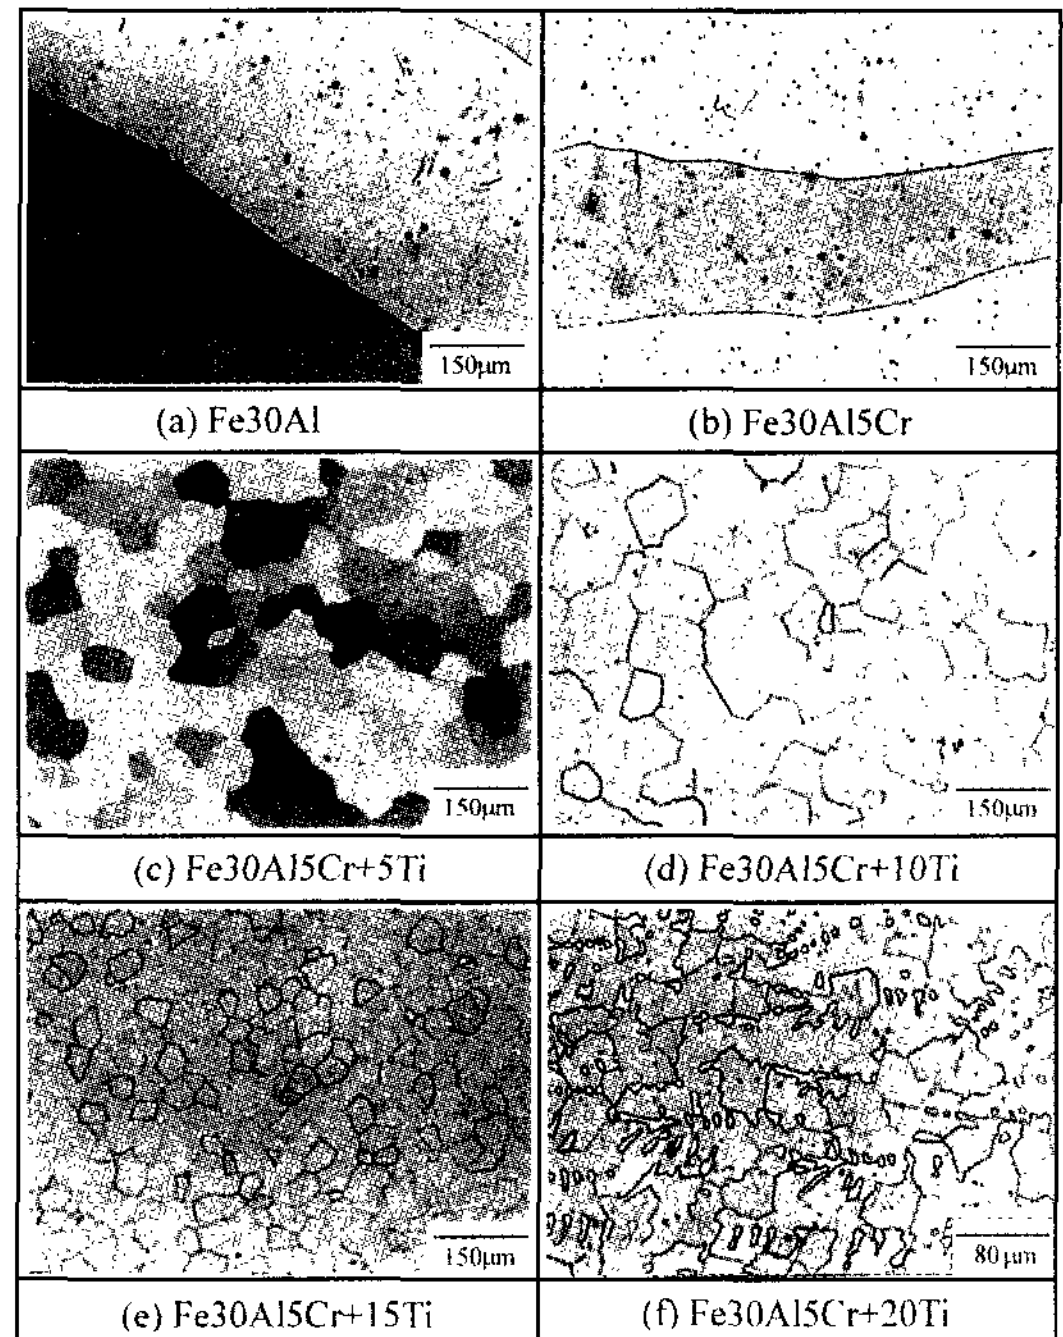 150μm
150μm
(a) Fe30Al
(b) Fe30Al5Cr
150μm
150μm
(c) Fe30Al5Cr+5Ti
(d) Fe30Al5Cr+10Ti
150μm
80μm
(e) Fe30Al5Cr+15Ti
(f) Fe30Al5Cr+20Ti